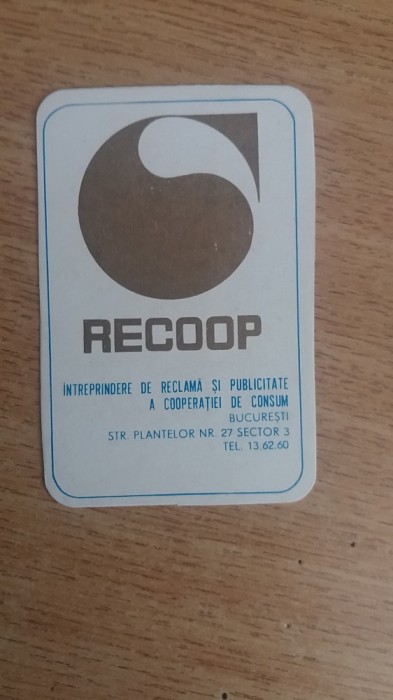 RECOOP
ÎNTREPRINDERE DE RECLAMĂ ȘI PUBLICITATE
A COOPERAȚIEI DE CONSUM
BUCUREȘTI
STR. PLANTELOR NR. 27 SECTOR 3
TEL. 13.62.60